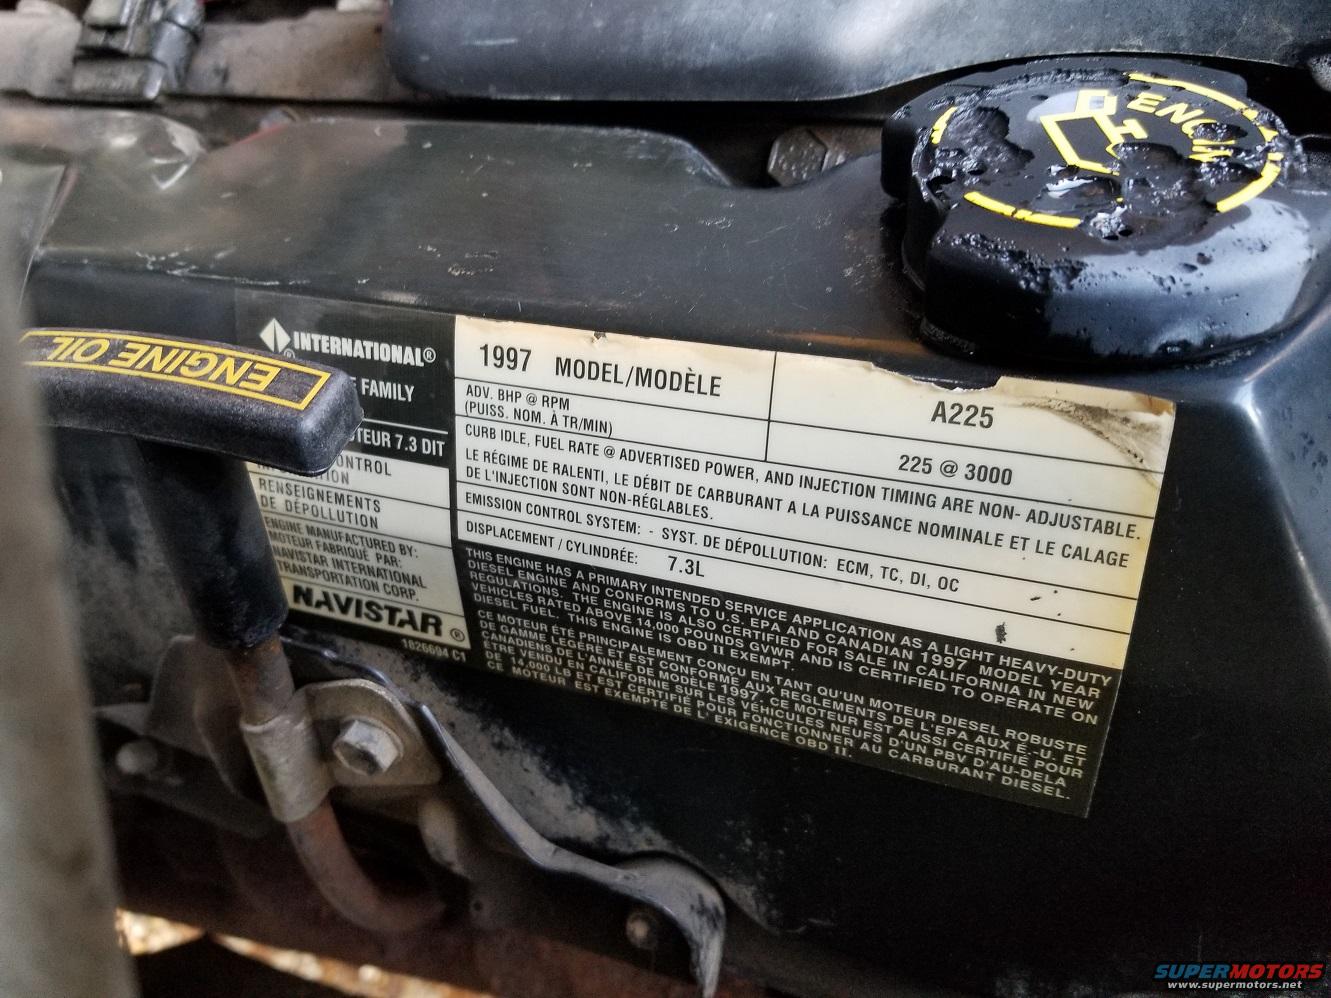 ENGINE OIL
INTERNATIONAL®
FAMILY
7.3 DIT
CONTROL
RENSEIGNEMENTS
DE DÉPOLLUTION
ENGINE MANUFACTURED BY:
MOTEUR FABRIQUÉ PAR:
NAVISTAR INTERNATIONAL
TRANSPORTATION CORP.
NAVISTAR®
1826694 C1
1997 MODEL/MODÈLE
A225
ADV. BHP @ RPM
(PUISS. NOM. À TR/MIN)
225 @ 3000
CURB IDLE, FUEL RATE @ ADVERTISED POWER, AND INJECTION TIMING ARE NON- ADJUSTABLE.
LE RÉGIME DE RALENTI, LE DÉBIT DE CARBURANT A LA PUISSANCE NOMINALE ET LE CALAGE
DE L'INJECTION SONT NON-RÉGLABLES.
EMISSION CONTROL SYSTEM: - SYST. DE DÉPOLLUTION: ECM, TC, DI, OC
DISPLACEMENT / CYLINDRÉE: 7.3L
THIS ENGINE HAS A PRIMARY INTENDED SERVICE APPLICATION AS A LIGHT HEAVY-DUTY
DIESEL ENGINE AND CONFORMS TO U.S. EPA AND CANADIAN 1997 MODEL YEAR
REGULATIONS. THE ENGINE IS ALSO CERTIFIED FOR SALE IN CALIFORNIA IN NEW
VEHICLES RATED ABOVE 14,000 POUNDS GVWR AND IS CERTIFIED TO OPERATE ON
DIESEL FUEL. THIS ENGINE IS OBD II EXEMPT.
CE MOTEUR ÉTÉ PRINCIPALEMENT CONÇU EN TANT QU'UN MOTEUR DIESEL ROBUSTE
DE GAMME LEGÈRE ET EST CONFORME AUX REGLEMENTS DE L'EPA AUX É.-U. ET
CANADIENS DE L'ANNÉE DE MODÈLE 1997. CE MOTEUR EST AUSSI CERTIFIÉ POUR
ÊTRE VENDU EN CALIFORNIE SUR LES VÉHICULES NEUFS D'UN PBV D'AU-DELA
DE 14,000 LB ET EST CERTIFIÉ POUR FONCTIONNER AU CARBURANT DIESEL.
CE MOTEUR EST EXEMPTE DE L' EXIGENCE OBD II.
SUPERMOTORS
www.supermotors.net